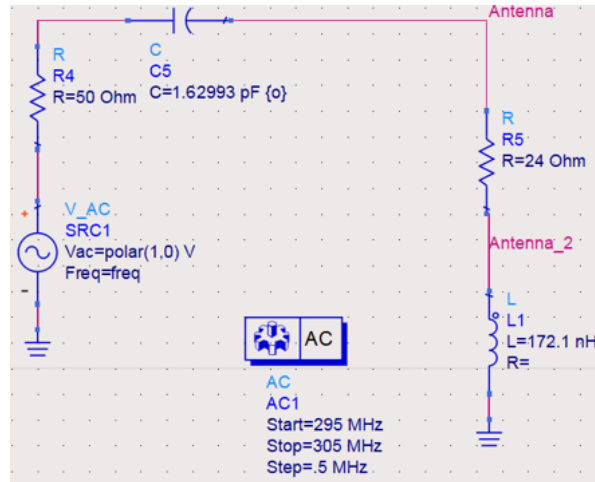 Antenna
C
C5
C=1.62993 pF {o}
R
R4
R=50 Ohm
R
R5
R=24 Ohm
+
V_AC
SRC1
Vac=polar(1,0) V
Freq=freq
-
Antenna_2
L
L1
L=172.1 nH
R=
AC
AC
AC1
Start=295 MHz
Stop=305 MHz
Step=.5 MHz